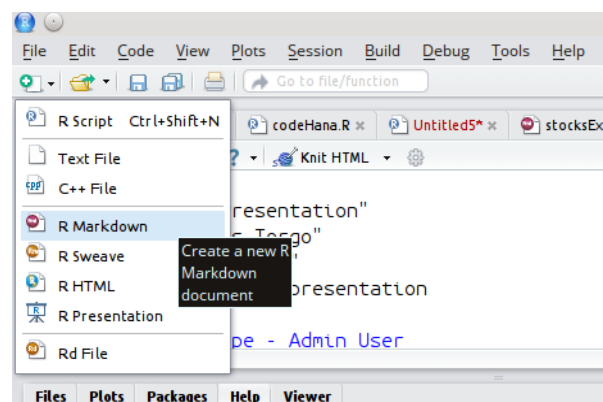 File Edit Code View Plots Session Build Debug Tools Help
Go to file/function
R Script Ctrl+Shift+N
codeHana.R
Untitled5*
stocksEx
Text File
? Knit HTML
C++ File
R Markdown
resentation"
Torgo"
R Sweave
Create a new R
Markdown
document
R HTML
presentation
R Presentation
pe - Admin User
Rd File
Files Plots Packages Help Viewer